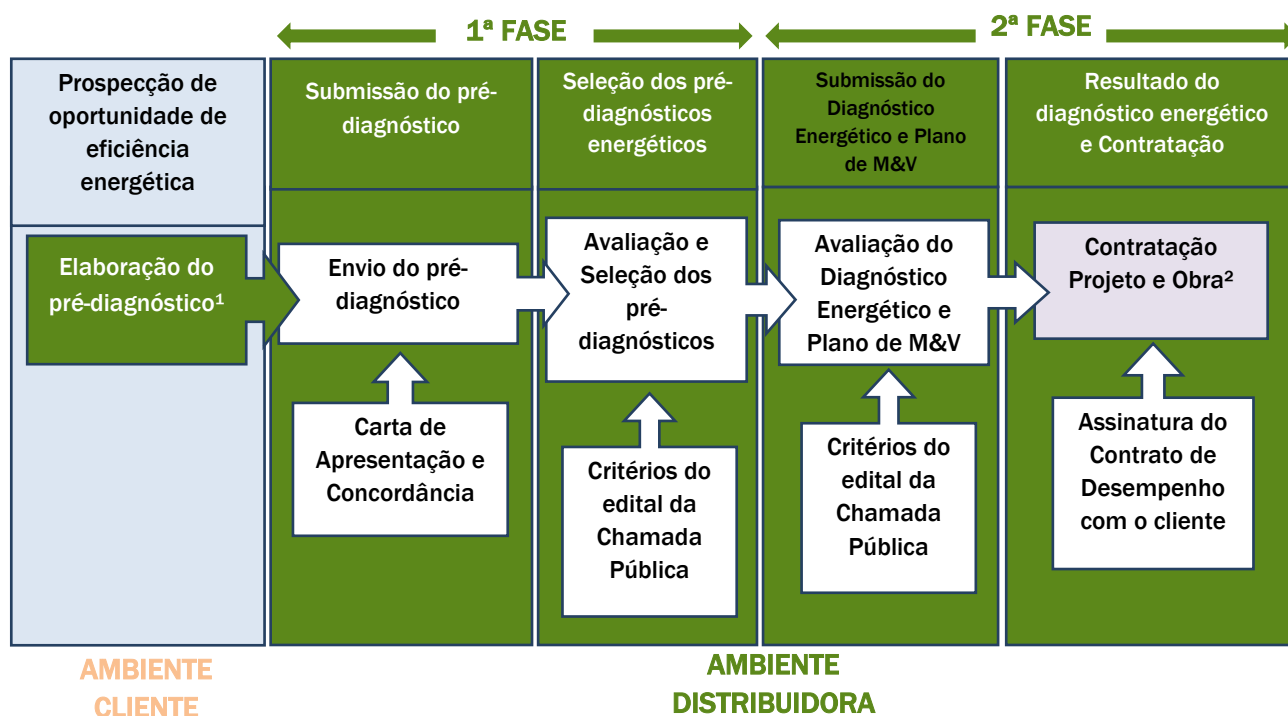 1ª FASE
2ª FASE
Prospecção de
oportunidade de
eficiência
energética
Submissão do pré-
diagnóstico
Seleção dos pré-
diagnósticos
energéticos
Submissão do
Diagnóstico
Energético e Plano
de M&V
Resultado do
diagnóstico energético
e Contratação
Elaboração do
pré-diagnóstico¹
Envio do pré-
diagnóstico
Avaliação e
Seleção dos
pré-
diagnósticos
Avaliação do
Diagnóstico
Energético e
Plano de M&V
Contratação
Projeto e Obra²
Carta de
Apresentação e
Concordância
Critérios do
edital da
Chamada
Pública
Critérios do
edital da
Chamada
Pública
Assinatura do
Contrato de
Desempenho
com o cliente
AMBIENTE
CLIENTE
AMBIENTE
DISTRIBUIDORA